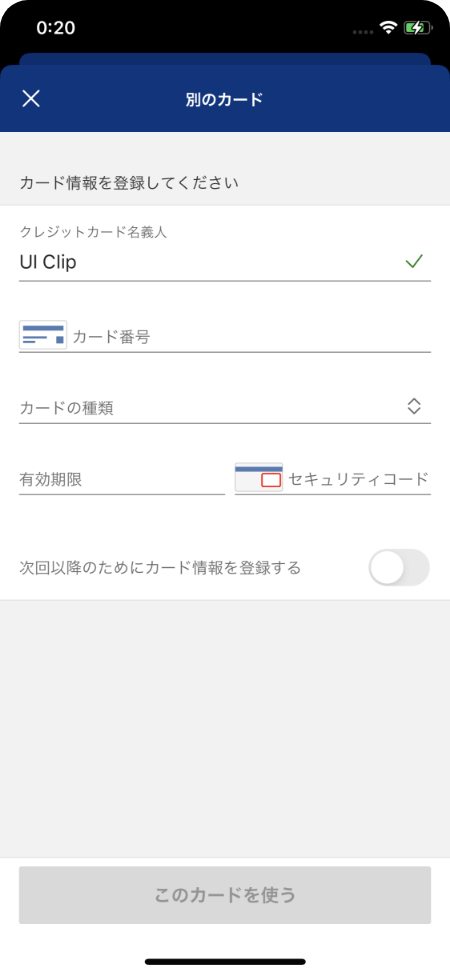 0:20
別のカード
カード情報を登録してください
クレジットカード名義人
UI Clip
カード番号
カードの種類
有効期限
セキュリティコード
次回以降のためにカード情報を登録する
このカードを使う